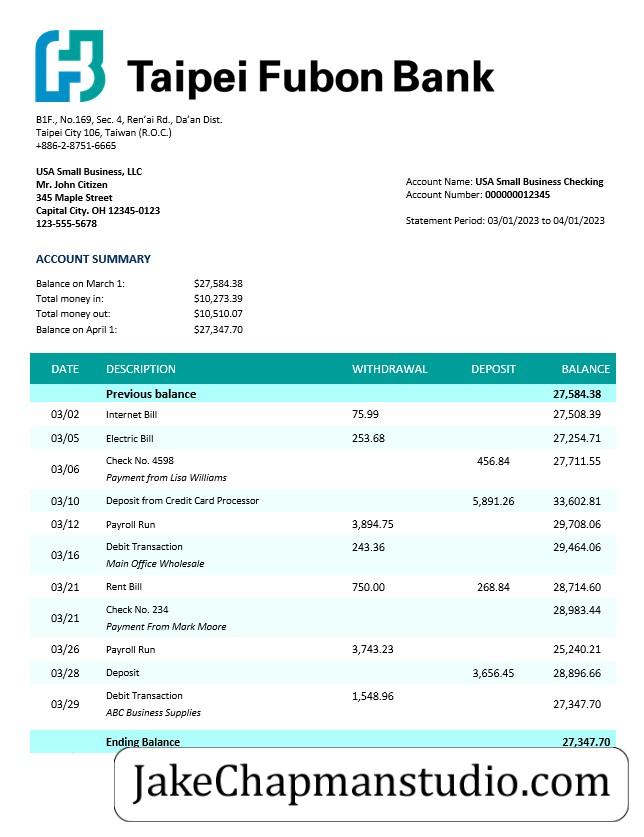 Taipei Fubon Bank
B1F., No.169, Sec. 4, Ren'ai Rd., Da'an Dist.
Taipei City 106, Taiwan (R.O.C.)
+886-2-8751-6665
USA Small Business, LLC
Mr. John Citizen
345 Maple Street
Capital City. OH 12345-0123
123-555-5678
Account Name: USA Small Business Checking
Account Number: 000000012345
Statement Period: 03/01/2023 to 04/01/2023
ACCOUNT SUMMARY
Balance on March 1: $27,584.38
Total money in: $10,273.39
Total money out: $10,510.07
Balance on April 1: $27,347.70
DATE DESCRIPTION WITHDRAWAL DEPOSIT BALANCE
Previous balance 27,584.38
03/02 Internet Bill 75.99 27,508.39
03/05 Electric Bill 253.68 27,254.71
03/06 Check No. 4598 456.84 27,711.55
Payment from Lisa Williams
03/10 Deposit from Credit Card Processor 5,891.26 33,602.81
03/12 Payroll Run 3,894.75 29,708.06
03/16 Debit Transaction 243.36 29,464.06
Main Office Wholesale
03/21 Rent Bill 750.00 268.84 28,714.60
03/21 Check No. 234 28,983.44
Payment From Mark Moore
03/26 Payroll Run 3,743.23 25,240.21
03/28 Deposit 3,656.45 28,896.66
03/29 Debit Transaction 1,548.96 27,347.70
ABC Business Supplies
Ending Balance 27,347.70
JakeChapmanstudio.com